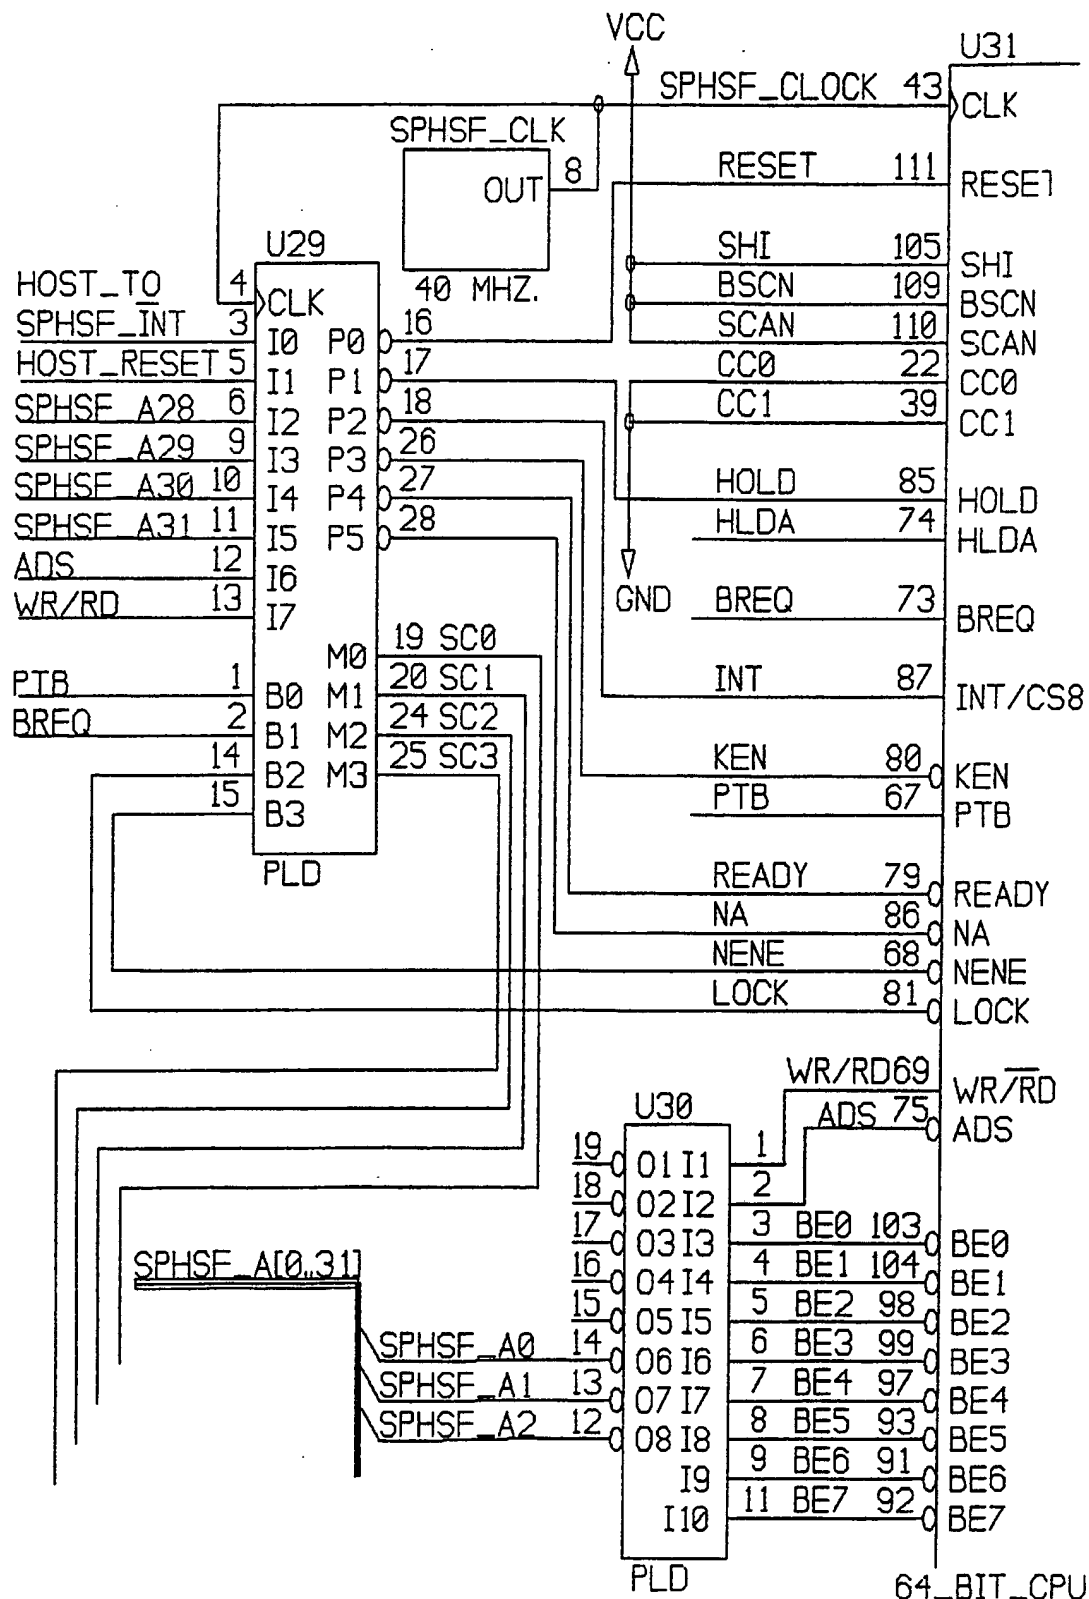 VCC
U31
SPHSF_CLOCK 43 CLK
SPHSF_CLK
OUT 8
40 MHZ.
RESET 111 RESET
U29
SHI 105 SHI
BSCN 109 BSCN
SCAN 110 SCAN
CC0 22 CC0
CC1 39 CC1
HOST_TO 4 CLK
SPHSF_INT 3 I0 P0 16
HOST_RESET 5 I1 P1 17
SPHSF_A28 6 I2 P2 18
SPHSF_A29 9 I3 P3 26
SPHSF_A30 10 I4 P4 27
SPHSF_A31 11 I5 P5 28
ADS 12 I6
WR/RD 13 I7
HOLD 85 HOLD
HLDA 74 HLDA
GND
BREQ 73 BREQ
M0 19 SC0
PTB 1 B0 M1 20 SC1
BREQ 2 B1 M2 24 SC2
14 B2 M3 25 SC3
15 B3
PLD
INT 87 INT/CS8
KEN 80 KEN
PTB 67 PTB
READY 79 READY
NA 86 NA
NENE 68 NENE
LOCK 81 LOCK
WR/RD 69 WR/R̅D̅
ADS 75 ADS
U30
19 O1 I1 1
18 O2 I2 2
17 O3 I3 3 BE0 103 BE0
16 O4 I4 4 BE1 104 BE1
15 O5 I5 5 BE2 98 BE2
SPHSF_A[0..31]
SPHSF_A0 14 O6 I6 6 BE3 99 BE3
SPHSF_A1 13 O7 I7 7 BE4 97 BE4
SPHSF_A2 12 O8 I8 8 BE5 93 BE5
I9 9 BE6 91 BE6
I10 11 BE7 92 BE7
PLD
64_BIT_CPU